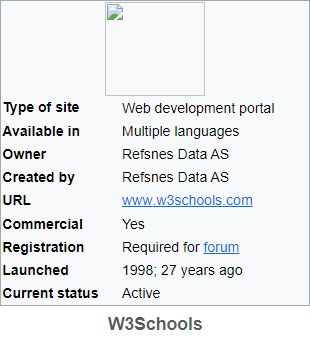 Type of site Web development portal
Available in Multiple languages
Owner Refsnes Data AS
Created by Refsnes Data AS
URL www.w3schools.com
Commercial Yes
Registration Required for forum
Launched 1998; 27 years ago
Current status Active
W3Schools